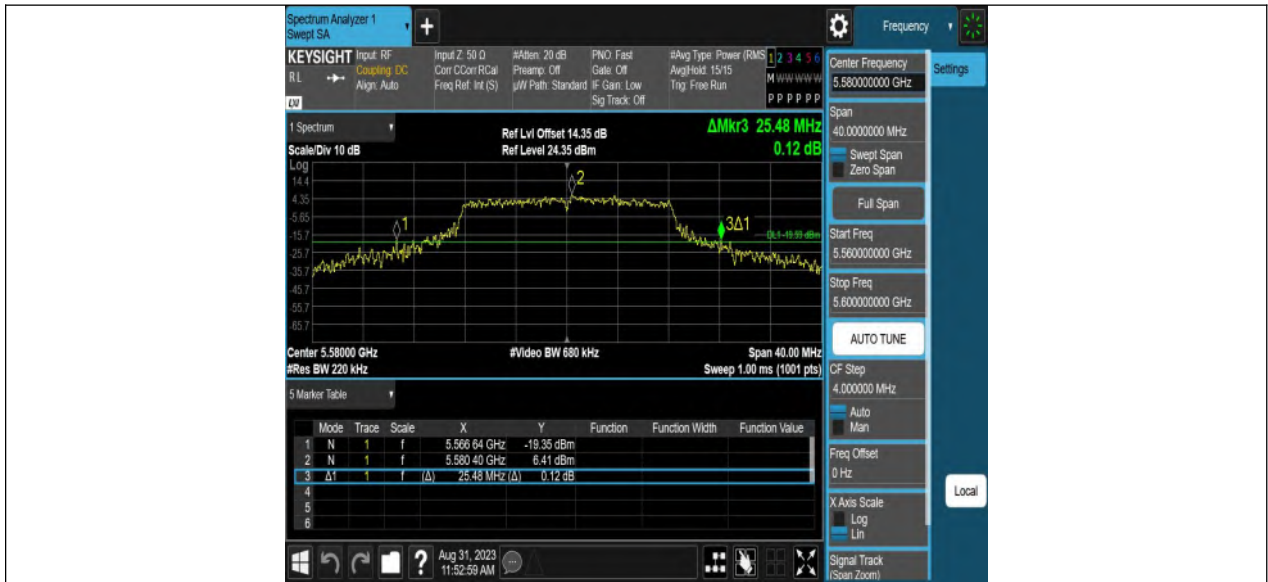 Spectrum Analyzer 1
Swept SA
+
Frequency
KEYSIGHT
RL
LXI
Input: RF
Coupling: DC
Align: Auto
Input Z: 50 Ω
Corr CCorr RCal
Freq Ref: Int (S)
#Atten: 20 dB
Preamp: Off
µW Path: Standard
PNO: Fast
Gate: Off
IF Gain: Low
Sig Track: Off
#Avg Type: Power (RMS
Avg|Hold: 15/15
Trig: Free Run
1 2 3 4 5 6
M W W W W W
P P P P P P
1 Spectrum
Scale/Div 10 dB
Ref Lvl Offset 14.35 dB
Ref Level 24.35 dBm
ΔMkr3 25.48 MHz
0.12 dB
Log
14.4
4.35
-5.65
-15.7
-25.7
-35.7
-45.7
-55.7
-65.7
1
2
3Δ1
DL1 -19.59 dBm
Center 5.58000 GHz
#Res BW 220 kHz
#Video BW 680 kHz
Span 40.00 MHz
Sweep 1.00 ms (1001 pts)
5 Marker Table
Mode Trace Scale X Y Function Function Width Function Value
1 N 1 f 5.566 64 GHz -19.35 dBm
2 N 1 f 5.580 40 GHz 6.41 dBm
3 Δ1 1 f (Δ) 25.48 MHz (Δ) 0.12 dB
4
5
6
?
Aug 31, 2023
11:52:59 AM
Center Frequency
5.580000000 GHz
Settings
Span
40.0000000 MHz
Swept Span
Zero Span
Full Span
Start Freq
5.560000000 GHz
Stop Freq
5.600000000 GHz
AUTO TUNE
CF Step
4.000000 MHz
Auto
Man
Freq Offset
0 Hz
X Axis Scale
Log
Lin
Local
Signal Track
(Span Zoom)